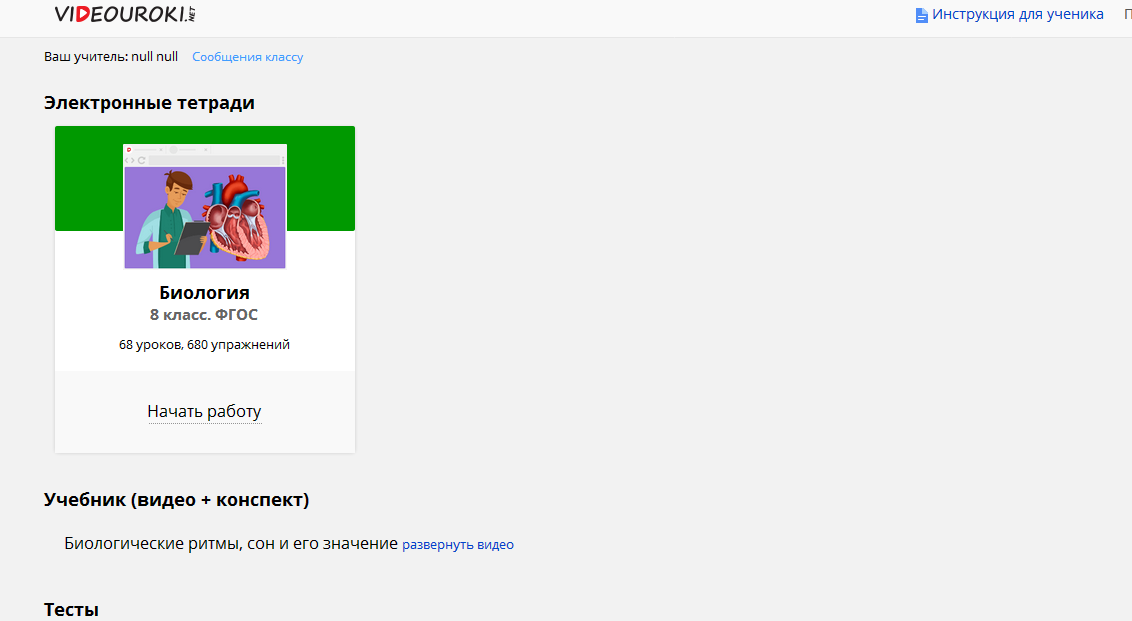 VIDEOUROKI.NET
Инструкция для ученика
П
Ваш учитель: null null Сообщения классу
Электронные тетради
Биология
8 класс. ФГОС
68 уроков, 680 упражнений
Начать работу
Учебник (видео + конспект)
Биологические ритмы, сон и его значение развернуть видео
Тесты